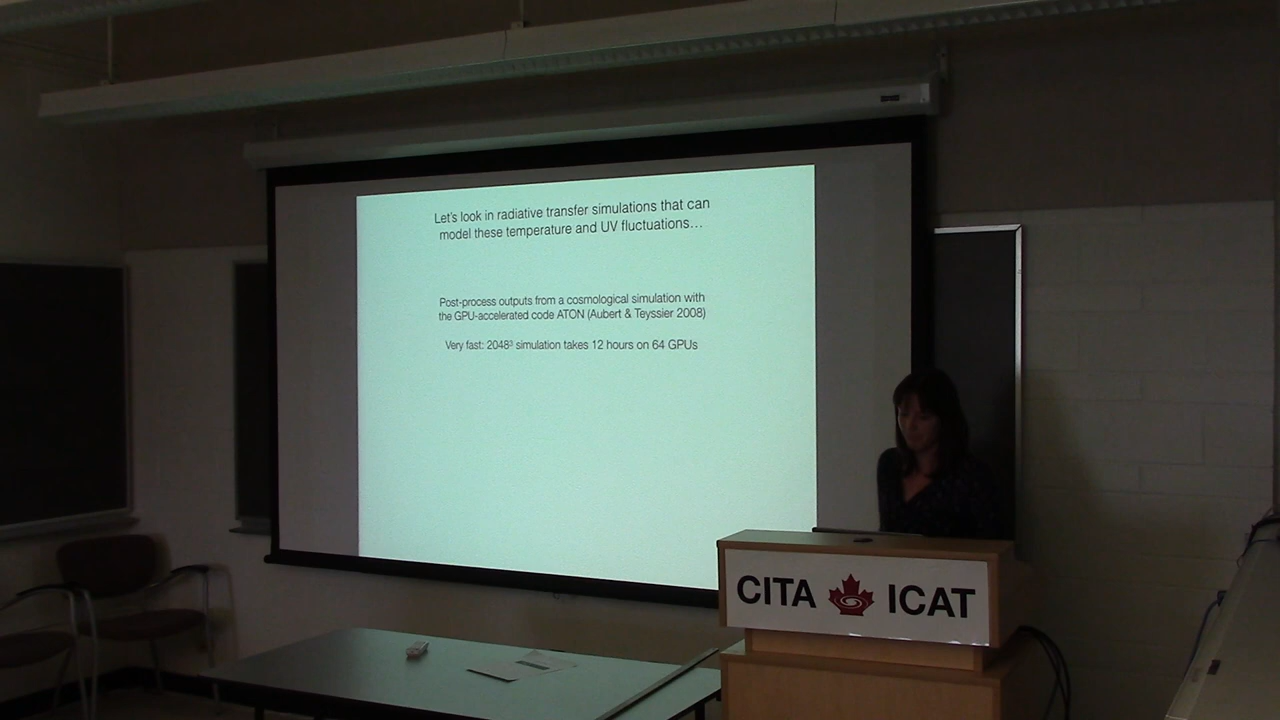 Let's look in radiative transfer simulations that can
model these temperature and UV fluctuations…
Post-process outputs from a cosmological simulation with
the GPU-accelerated code ATON (Aubert & Teyssier 2008)
Very fast: 2048³ simulation takes 12 hours on 64 GPUs
CITA ICAT